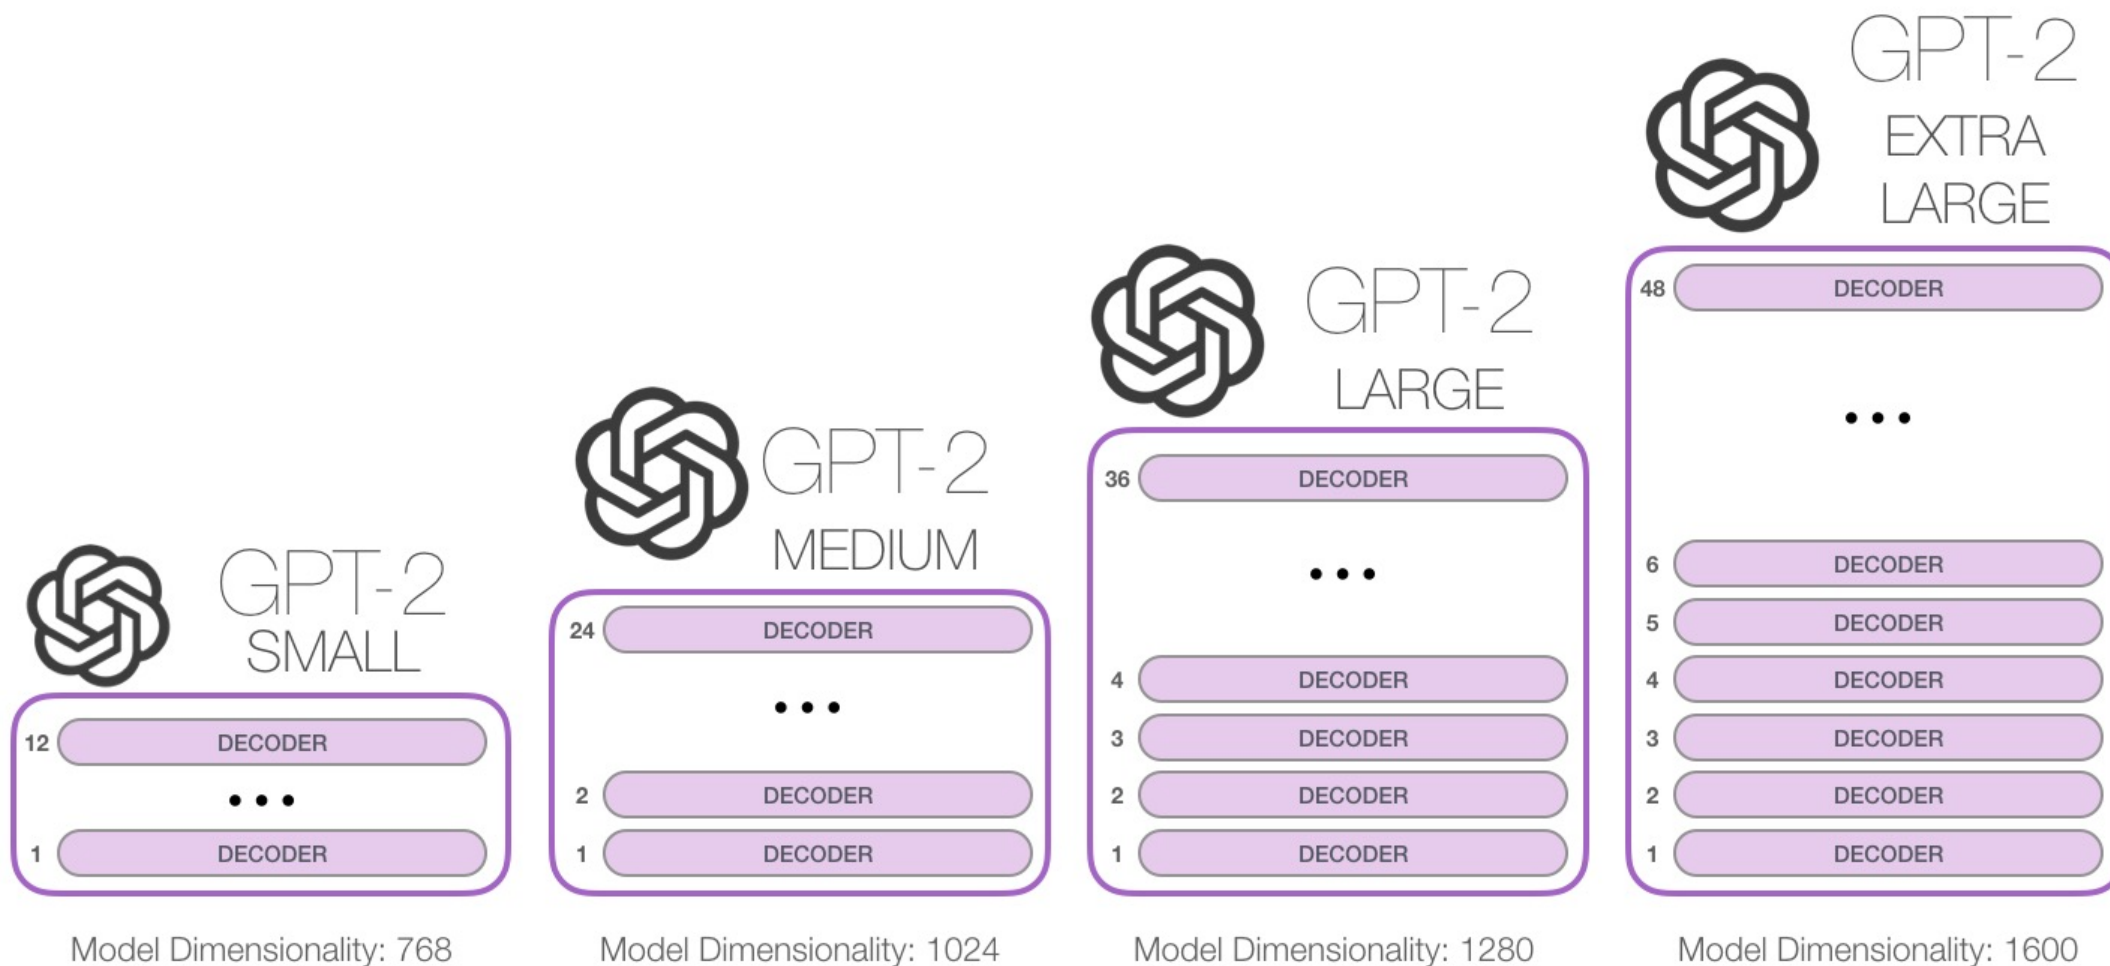 GPT-2
SMALL
12 DECODER
...
1 DECODER
Model Dimensionality: 768
GPT-2
MEDIUM
24 DECODER
...
2 DECODER
1 DECODER
Model Dimensionality: 1024
GPT-2
LARGE
36 DECODER
...
4 DECODER
3 DECODER
2 DECODER
1 DECODER
Model Dimensionality: 1280
GPT-2
EXTRA
LARGE
48 DECODER
...
6 DECODER
5 DECODER
4 DECODER
3 DECODER
2 DECODER
1 DECODER
Model Dimensionality: 1600